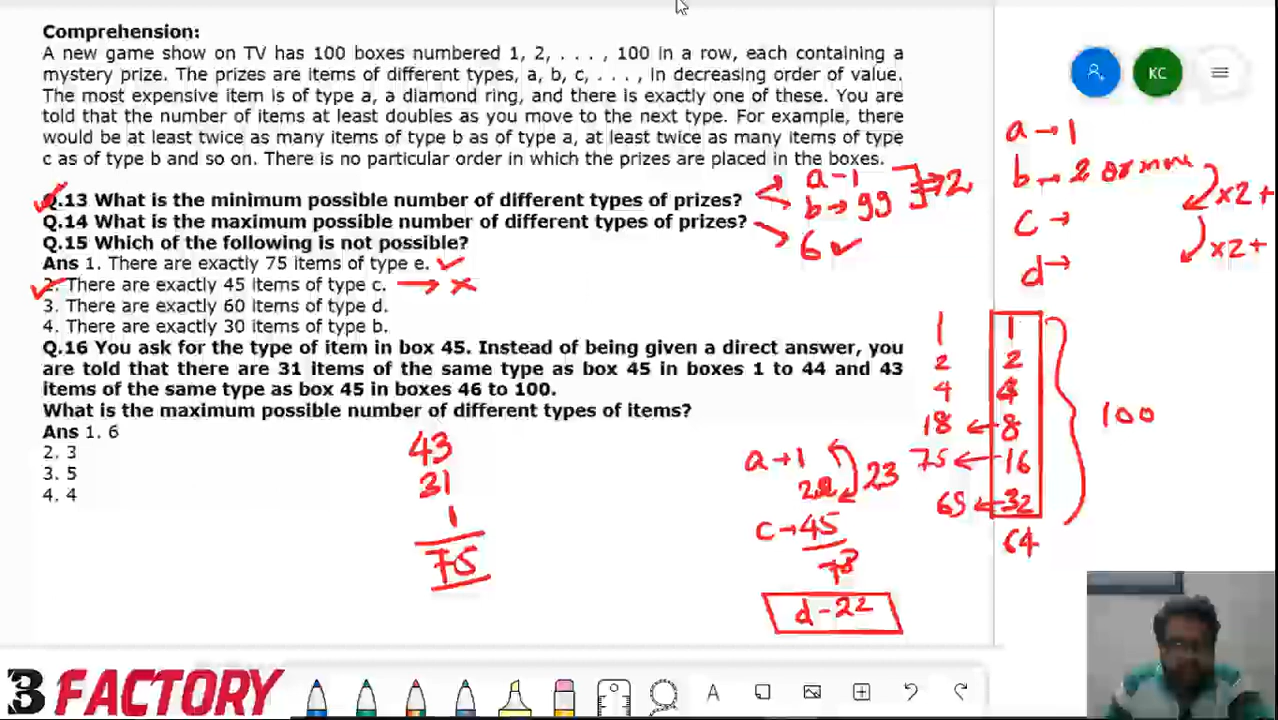 Comprehension:
A new game show on TV has 100 boxes numbered 1, 2, . . . , 100 in a row, each containing a
mystery prize. The prizes are items of different types, a, b, c, . . . , in decreasing order of value.
The most expensive item is of type a, a diamond ring, and there is exactly one of these. You are
told that the number of items at least doubles as you move to the next type. For example, there
would be at least twice as many items of type b as of type a, at least twice as many items of type
c as of type b and so on. There is no particular order in which the prizes are placed in the boxes.
Q.13 What is the minimum possible number of different types of prizes?
Q.14 What is the maximum possible number of different types of prizes?
Q.15 Which of the following is not possible?
Ans 1. There are exactly 75 items of type e.
2. There are exactly 45 items of type c.
3. There are exactly 60 items of type d.
4. There are exactly 30 items of type b.
Q.16 You ask for the type of item in box 45. Instead of being given a direct answer, you
are told that there are 31 items of the same type as box 45 in boxes 1 to 44 and 43
items of the same type as box 45 in boxes 46 to 100.
What is the maximum possible number of different types of items?
Ans 1. 6
2. 3
3. 5
4. 4
a - 1
b → 99
2
6
43
31
1
75
a → 1
22
23
c → 45
78
d - 22
KC
a → 1
b → 2 or more
c →
d →
x2+
x2+
1 1
2 2
4 4
18 ← 8
75 ← 16
69 ← 32
64
100
3 FACTORY
A